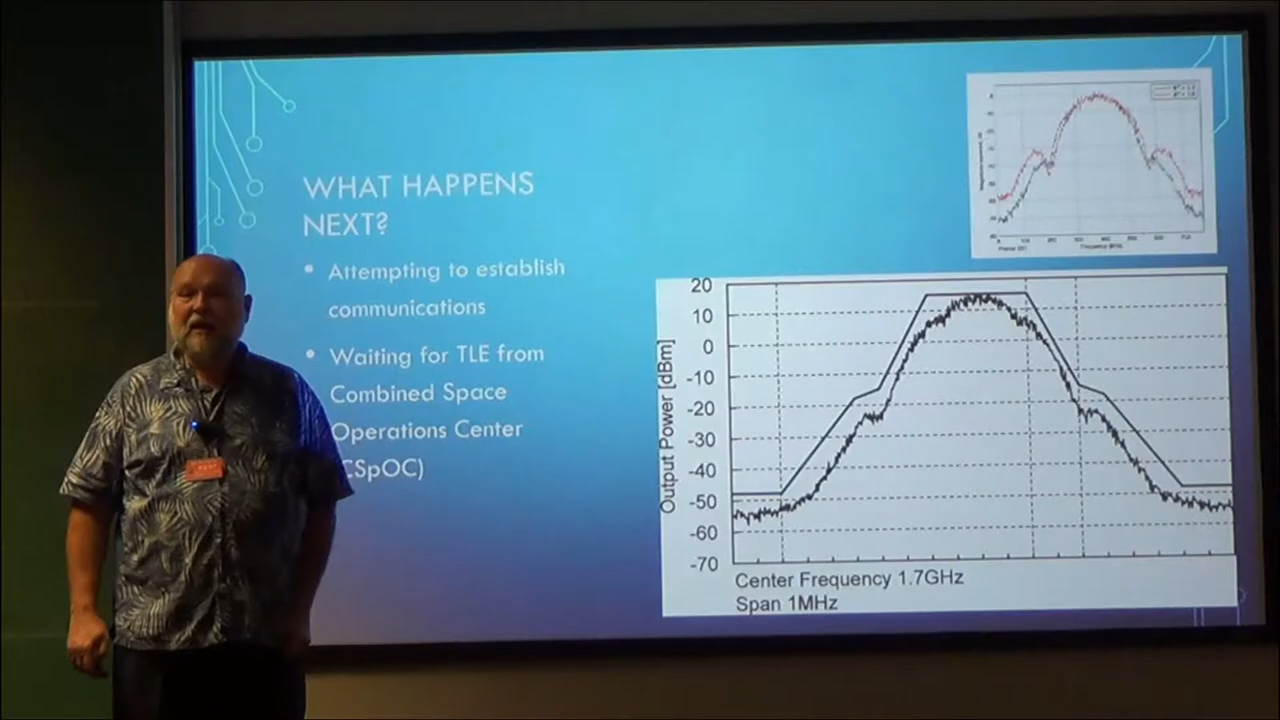 WHAT HAPPENS
NEXT?
• Attempting to establish
communications
• Waiting for TLE from
Combined Space
Operations Center
CSpOC)
Output Power [dBm]
20
10
0
-10
-20
-30
-40
-50
-60
-70
Center Frequency 1.7GHz
Span 1MHz